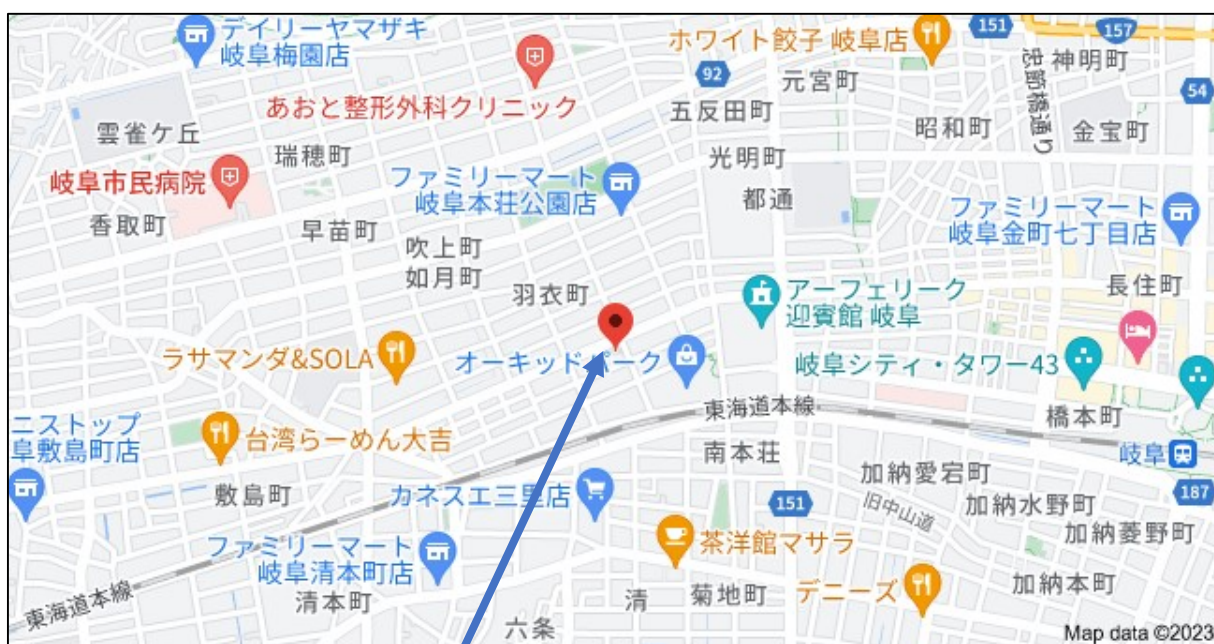 デイリーヤマザキ
岐阜梅園店
ホワイト餃子 岐阜店
151
157
神明町
忠節橋通り
92
元宮町
54
あおと整形外科クリニック
五反田町
昭和町
金宝町
雲雀ケ丘
瑞穂町
光明町
岐阜市民病院
ファミリーマート
岐阜本荘公園店
都通
ファミリーマート
岐阜金町七丁目店
香取町
早苗町
吹上町
如月町
羽衣町
アーフェリーク
迎賓館 岐阜
長住町
ラサマンダ&SOLA
オーキッドパーク
岐阜シティ・タワー43
東海道本線
橋本町
ニストップ
阜敷島町店
台湾らーめん大吉
南本荘
岐阜
加納愛宕町
敷島町
カネスエ三里店
151
旧中山道
加納水野町
187
加納菱野町
ファミリーマート
岐阜清本町店
茶洋館マサラ
清本町
清
菊地町
デニーズ
加納本町
東海道本線
六条
Map data ©2023